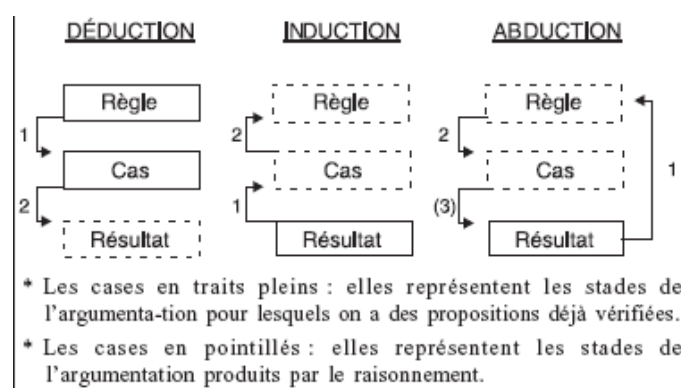 DÉDUCTION INDUCTION ABDUCTION
Règle Règle Règle
1 2 2 1
Cas Cas Cas
2 1 (3)
Résultat Résultat Résultat
* Les cases en traits pleins : elles représentent les stades de
l'argumenta-tion pour lesquels on a des propositions déjà vérifiées.
* Les cases en pointillés : elles représentent les stades de
l'argumentation produits par le raisonnement.